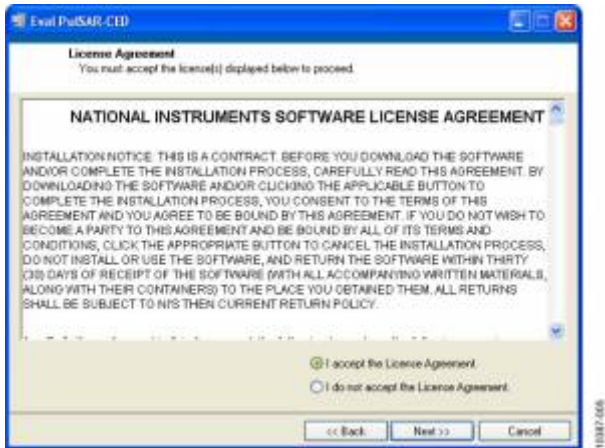 Eval PulSAR-CED
License Agreement
You must accept the license(s) displayed below to proceed.
NATIONAL INSTRUMENTS SOFTWARE LICENSE AGREEMENT
INSTALLATION NOTICE: THIS IS A CONTRACT. BEFORE YOU DOWNLOAD THE SOFTWARE
AND/OR COMPLETE THE INSTALLATION PROCESS, CAREFULLY READ THIS AGREEMENT. BY
DOWNLOADING THE SOFTWARE AND/OR CLICKING THE APPLICABLE BUTTON TO
COMPLETE THE INSTALLATION PROCESS, YOU CONSENT TO THE TERMS OF THIS
AGREEMENT AND YOU AGREE TO BE BOUND BY THIS AGREEMENT. IF YOU DO NOT WISH TO
BECOME A PARTY TO THIS AGREEMENT AND BE BOUND BY ALL OF ITS TERMS AND
CONDITIONS, CLICK THE APPROPRIATE BUTTON TO CANCEL THE INSTALLATION PROCESS,
DO NOT INSTALL OR USE THE SOFTWARE, AND RETURN THE SOFTWARE WITHIN THIRTY
(30) DAYS OF RECEIPT OF THE SOFTWARE (WITH ALL ACCOMPANYING WRITTEN MATERIALS,
ALONG WITH THEIR CONTAINERS) TO THE PLACE YOU OBTAINED THEM. ALL RETURNS
SHALL BE SUBJECT TO NI'S THEN CURRENT RETURN POLICY.
I accept the License Agreement.
I do not accept the License Agreement.
<< Back
Next >>
Cancel